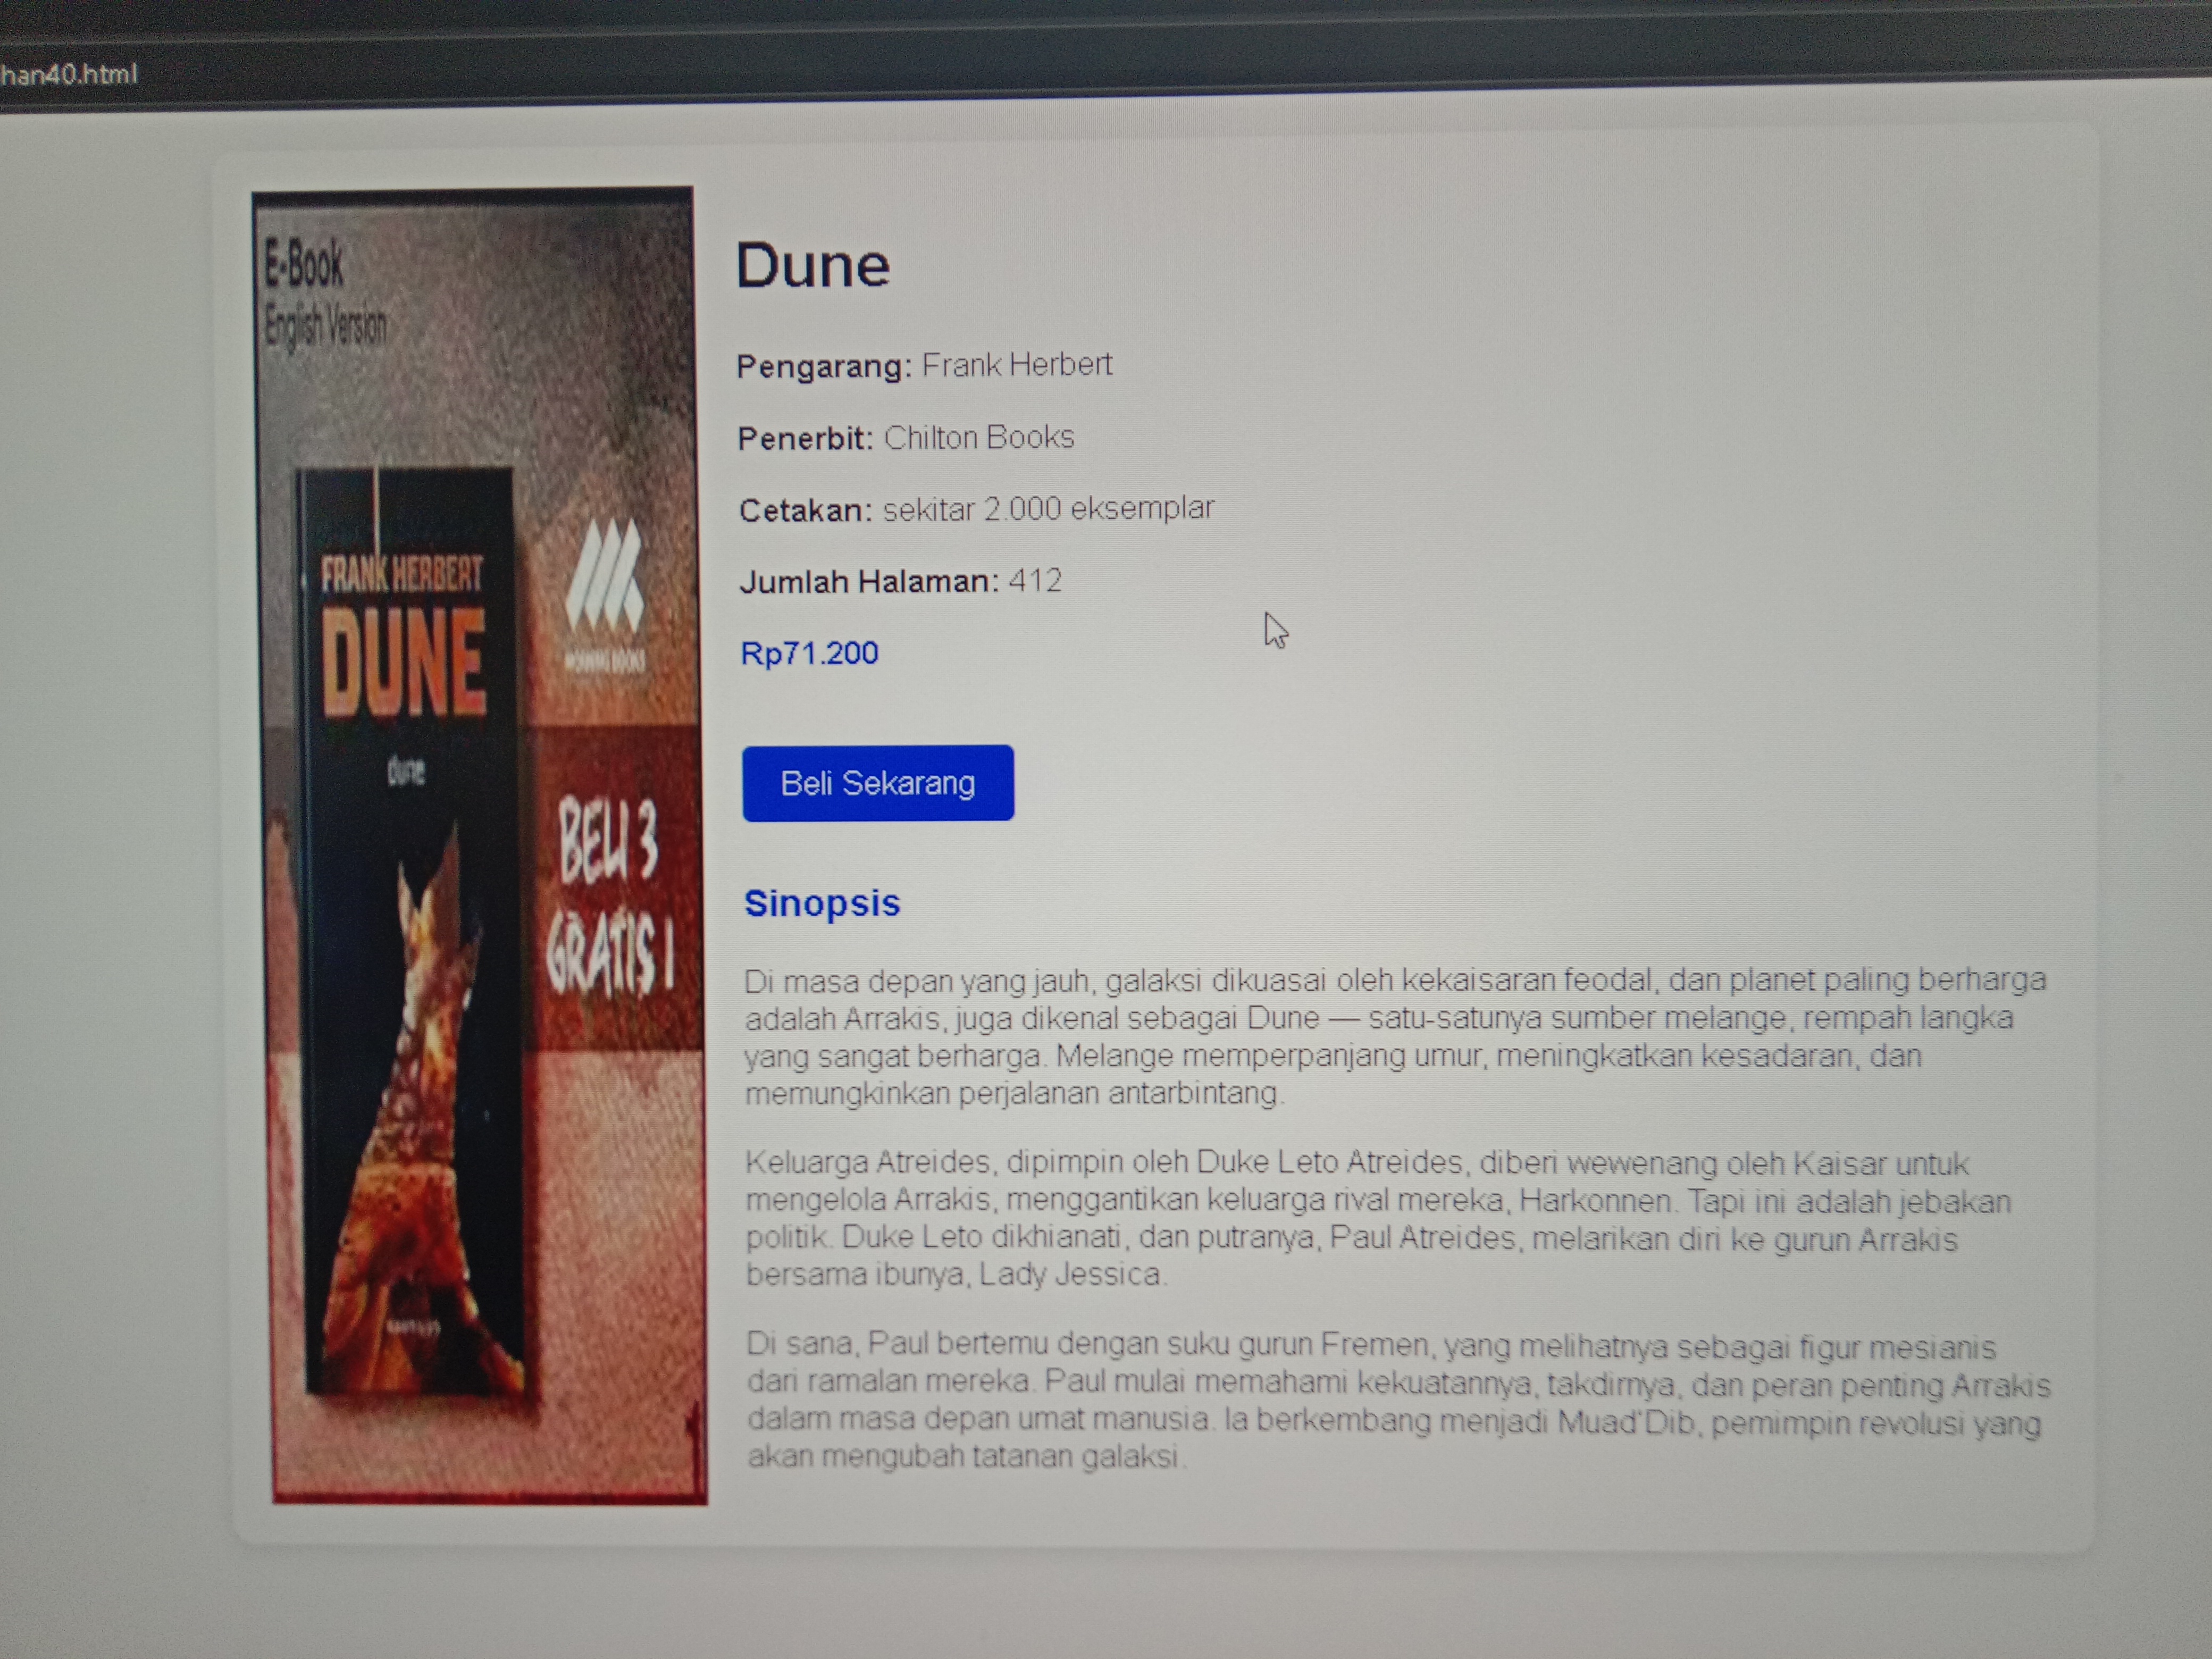 han40.html
E-Book
English Version
FRANK HERBERT
DUNE
dune
BELI 3
GRATIS 1
Dune
Pengarang: Frank Herbert
Penerbit: Chilton Books
Cetakan: sekitar 2.000 eksemplar
Jumlah Halaman: 412
Rp71.200
Beli Sekarang
Sinopsis
Di masa depan yang jauh, galaksi dikuasai oleh kekaisaran feodal, dan planet paling berharga
adalah Arrakis, juga dikenal sebagai Dune — satu-satunya sumber melange, rempah langka
yang sangat berharga. Melange memperpanjang umur, meningkatkan kesadaran, dan
memungkinkan perjalanan antarbintang.
Keluarga Atreides, dipimpin oleh Duke Leto Atreides, diberi wewenang oleh Kaisar untuk
mengelola Arrakis, menggantikan keluarga rival mereka, Harkonnen. Tapi ini adalah jebakan
politik. Duke Leto dikhianati, dan putranya, Paul Atreides, melarikan diri ke gurun Arrakis
bersama ibunya, Lady Jessica.
Di sana, Paul bertemu dengan suku gurun Fremen, yang melihatnya sebagai figur mesianis
dari ramalan mereka. Paul mulai memahami kekuatannya, takdirnya, dan peran penting Arrakis
dalam masa depan umat manusia. Ia berkembang menjadi Muad'Dib, pemimpin revolusi yang
akan mengubah tatanan galaksi.